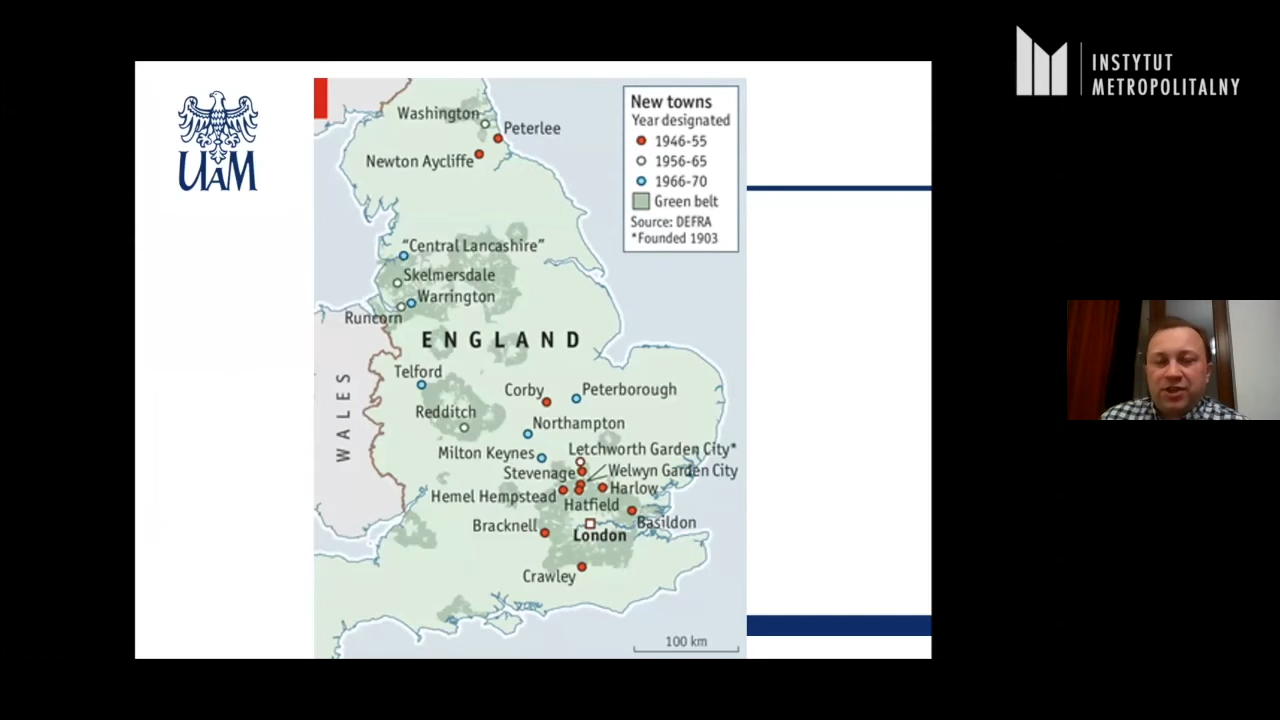 INSTYTUT
METROPOLITALNY
UAM
New towns
Year designated
1946-55
1956-65
1966-70
Green belt
Source: DEFRA
*Founded 1903
Washington
Peterlee
Newton Aycliffe
"Central Lancashire"
Skelmersdale
Warrington
Runcorn
ENGLAND
WALES
Telford
Corby
Peterborough
Redditch
Northampton
Letchworth Garden City*
Milton Keynes
Stevenage
Welwyn Garden City
Hemel Hempstead
Harlow
Hatfield
Bracknell
Basildon
London
Crawley
100 km